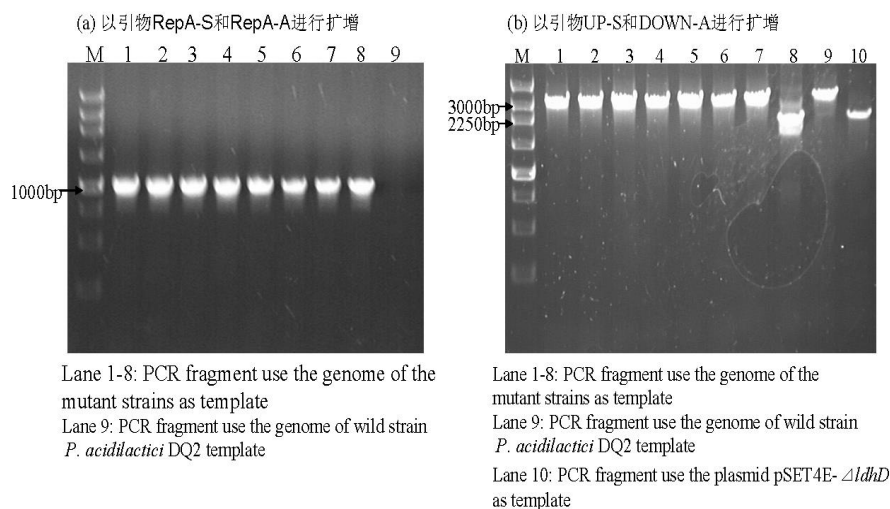 (a) 以引物RepA-S和RepA-A进行扩增
M 1 2 3 4 5 6 7 8 9
1000bp
Lane 1-8: PCR fragment use the genome of the
mutant strains as template
Lane 9: PCR fragment use the genome of wild strain
P. acidilactici DQ2 template
(b) 以引物UP-S和DOWN-A进行扩增
M 1 2 3 4 5 6 7 8 9 10
3000bp
2250bp
Lane 1-8: PCR fragment use the genome of the
mutant strains as template
Lane 9: PCR fragment use the genome of wild strain
P. acidilactici DQ2 template
Lane 10: PCR fragment use the plasmid pSET4E-ΔldhD
as template